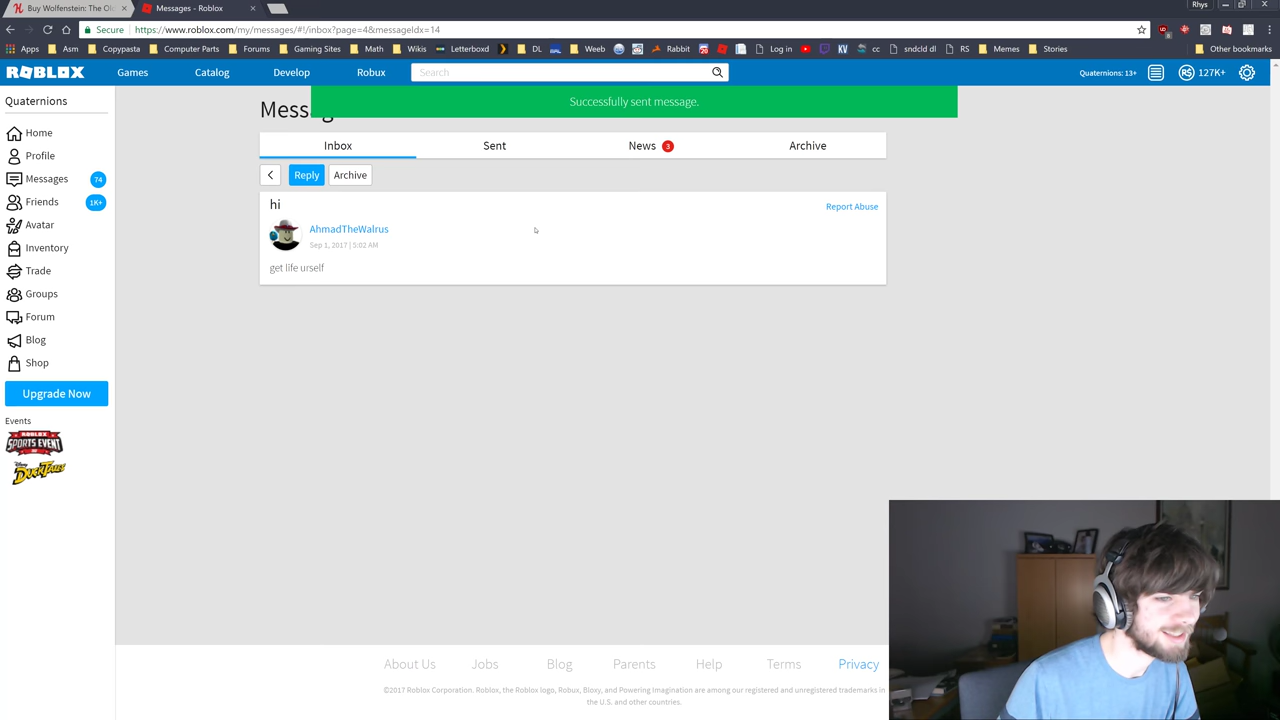 Buy Wolfenstein: The Old
Messages - Roblox
Rhys
Secure
https://www.roblox.com/my/messages/#!/inbox?page=4&messageIdx=14
Apps Asm Copypasta Computer Parts Forums Gaming Sites Math Wikis Letterboxd DL Weeb Rabbit Log in KV cc sndcld dl RS Memes Stories Other bookmarks
ROBLOX Games Catalog Develop Robux Search Quaternions: 13+ R$ 127K+
Quaternions
Home
Profile
Messages 74
Friends 1K+
Avatar
Inventory
Trade
Groups
Forum
Blog
Shop
Upgrade Now
Events
ROBLOX
SPORTS EVENT
DUCKTALES
Successfully sent message.
Inbox Sent News 3 Archive
Reply Archive
hi
Report Abuse
AhmadTheWalrus
Sep 1, 2017 | 5:02 AM
get life urself
About Us Jobs Blog Parents Help Terms Privacy
©2017 Roblox Corporation. Roblox, the Roblox logo, Robux, Bloxy, and Powering Imagination are among our registered and unregistered trademarks in
the U.S. and other countries.